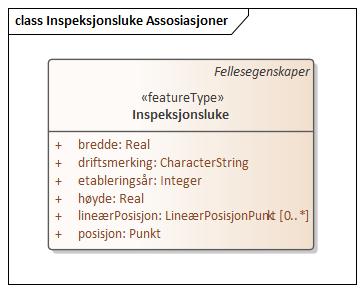 class Inspeksjonsluke Assosiasjoner
Fellesegenskaper
«featureType»
Inspeksjonsluke
+ bredde: Real
+ driftsmerking: CharacterString
+ etableringsår: Integer
+ høyde: Real
+ lineærPosisjon: LineærPosisjonPunkt [0..*]
+ posisjon: Punkt